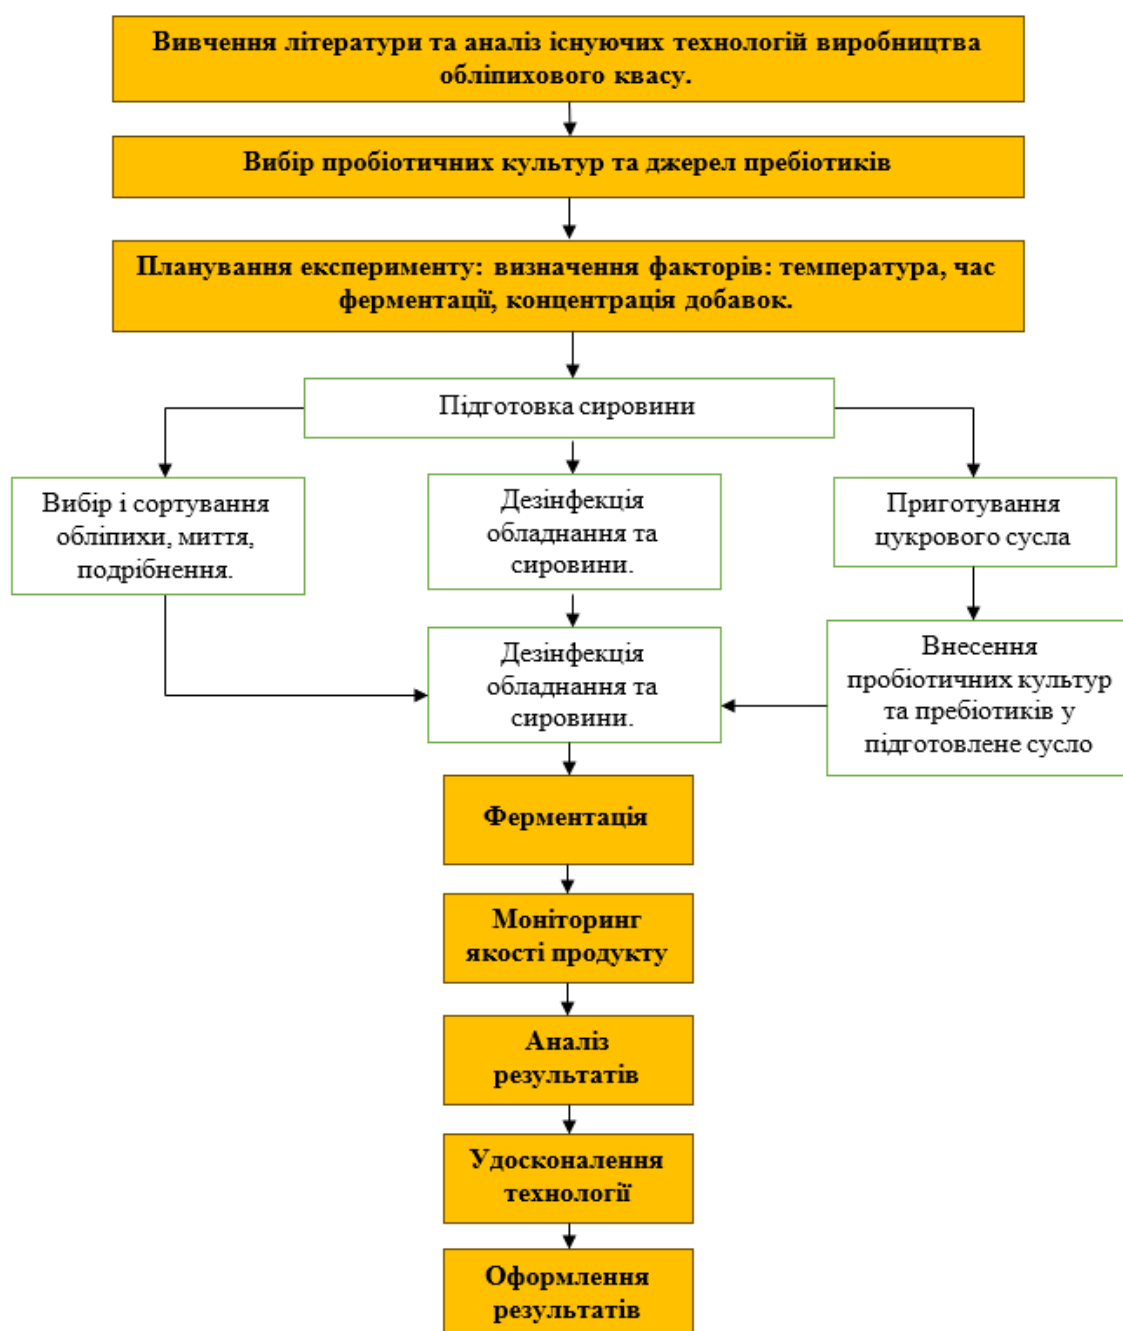 Вивчення літератури та аналіз існуючих технологій виробництва
обліпихового квасу.
Вибір пробіотичних культур та джерел пребіотиків
Планування експерименту: визначення факторів: температура, час
ферментації, концентрація добавок.
Підготовка сировини
Вибір і сортування
обліпихи, миття,
подрібнення.
Дезінфекція
обладнання та
сировини.
Приготування
цукрового сусла
Дезінфекція
обладнання та
сировини.
Внесення
пробіотичних культур
та пребіотиків у
підготовлене сусло
Ферментація
Моніторинг
якості продукту
Аналіз
результатів
Удосконалення
технології
Оформлення
результатів